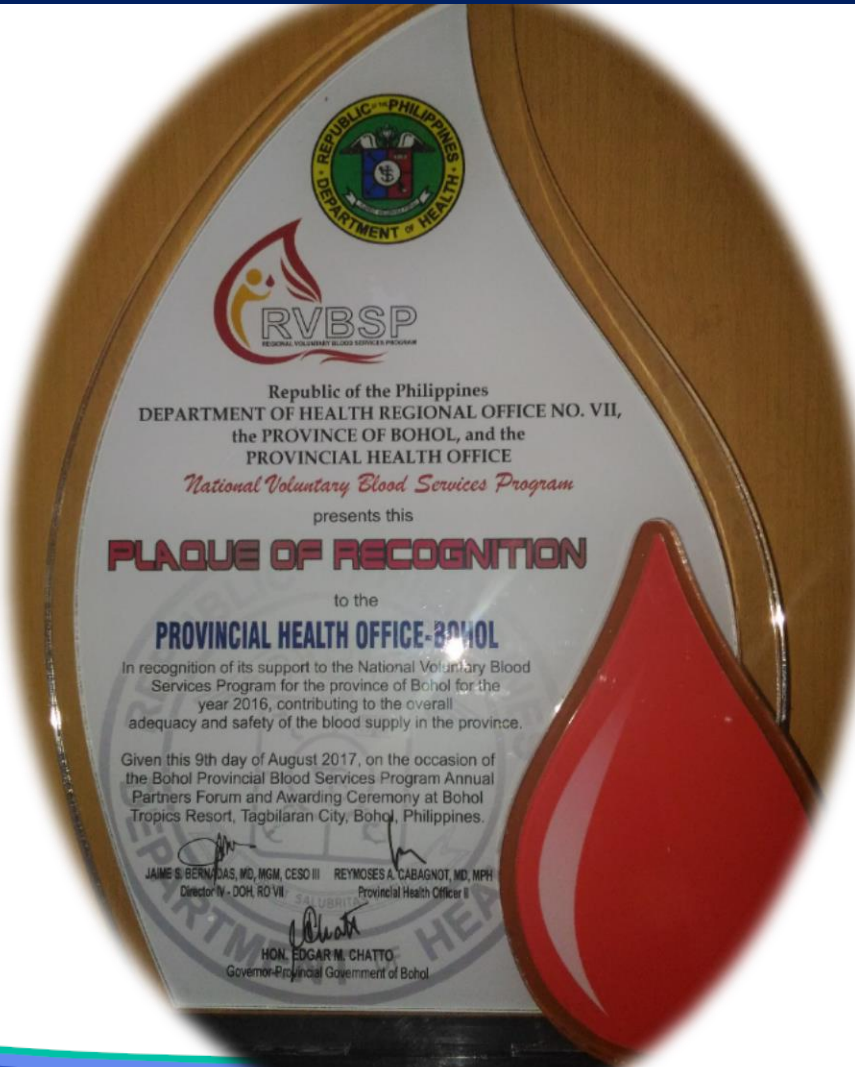 REPUBLIC OF THE PHILIPPINES
DEPARTMENT OF HEALTH
RVBSP
REGIONAL VOLUNTARY BLOOD SERVICES PROGRAM
Republic of the Philippines
DEPARTMENT OF HEALTH REGIONAL OFFICE NO. VII,
the PROVINCE OF BOHOL, and the
PROVINCIAL HEALTH OFFICE
National Voluntary Blood Services Program
presents this
PLAQUE OF RECOGNITION
to the
PROVINCIAL HEALTH OFFICE-BOHOL
In recognition of its support to the National Voluntary Blood
Services Program for the province of Bohol for the
year 2016, contributing to the overall
adequacy and safety of the blood supply in the province.
Given this 9th day of August 2017, on the occasion of
the Bohol Provincial Blood Services Program Annual
Partners Forum and Awarding Ceremony at Bohol
Tropics Resort, Tagbilaran City, Bohol, Philippines.
JAIME S. BERNADAS, MD, MGM, CESO III REYMOSES A. CABAGNOT, MD, MPH
Director IV - DOH, RO VII Provincial Health Officer II
SALUBRITAS
HON. EDGAR M. CHATTO
Governor-Provincial Government of Bohol